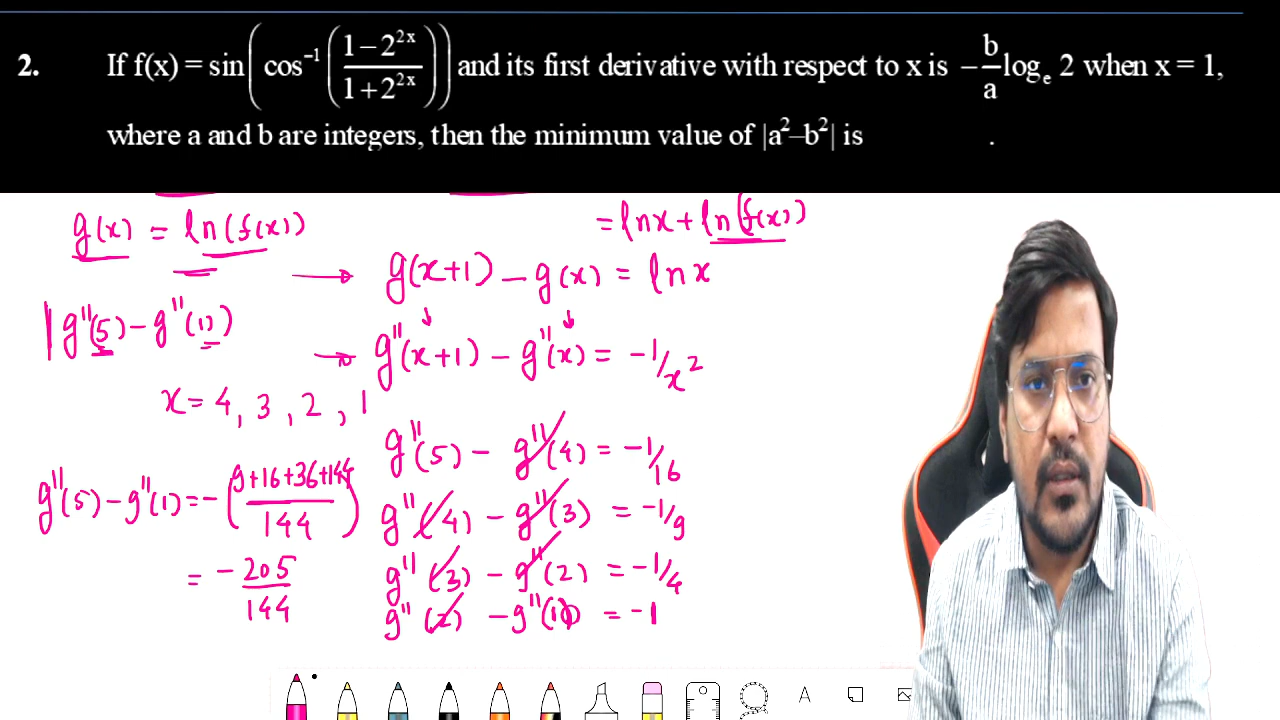 2. If f(x) = sin(cos⁻¹((1−2²ˣ)/(1+2²ˣ))) and its first derivative with respect to x is −b/a logₑ 2 when x = 1,
where a and b are integers, then the minimum value of |a²–b²| is .
g(x) = ln(f(x))
= lnx + ln(f(x))
→ g(x+1) − g(x) = lnx
|g''(5) − g''(1)
→ g''(x+1) − g''(x) = −1/x²
x = 4, 3, 2, 1
g''(5) − g''(4) = −1/16
g''(5) − g''(1) = −((9+16+36+144)/144)
g''(4) − g''(3) = −1/9
= −205/144
g''(3) − g''(2) = −1/4
g''(2) − g''(1) = −1
A